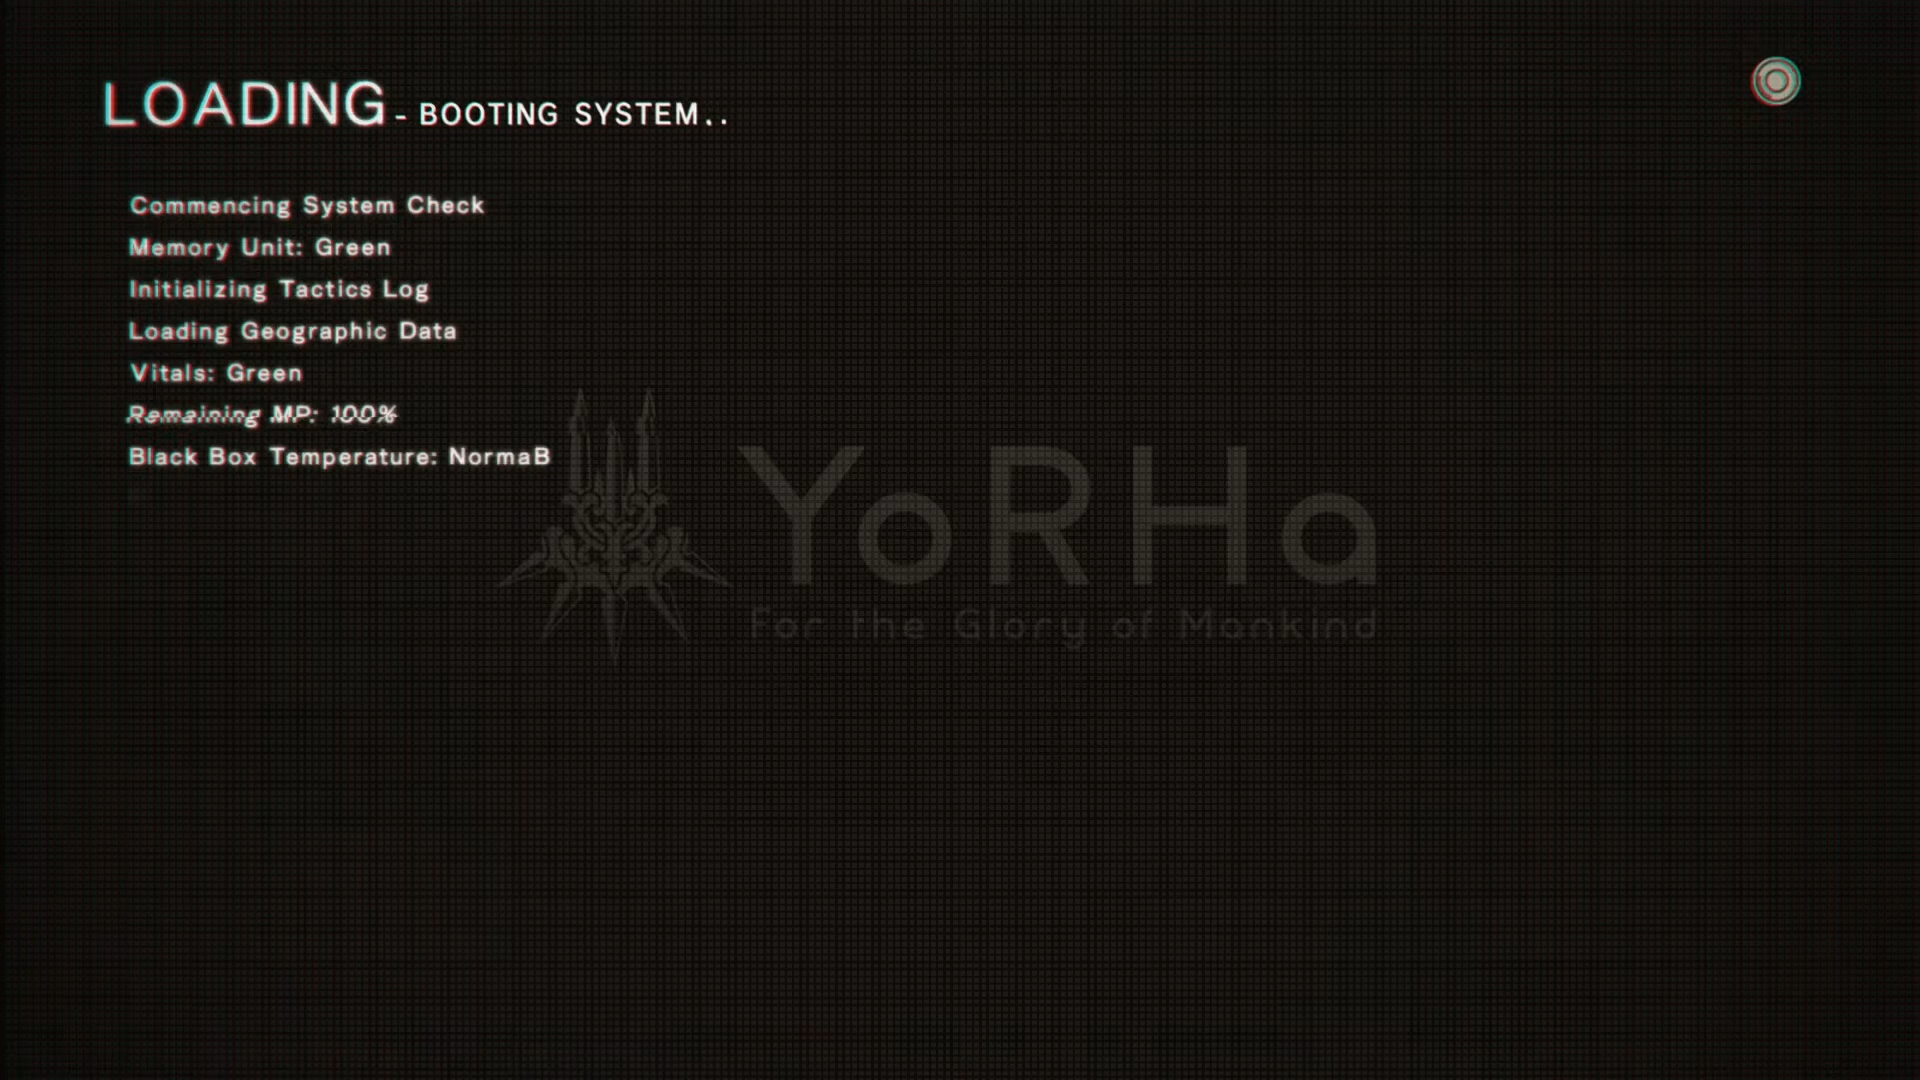 LOADING - BOOTING SYSTEM..
Commencing System Check
Memory Unit: Green
Initializing Tactics Log
Loading Geographic Data
Vitals: Green
Remaining MP: 100%
Black Box Temperature: NormaB
YoRHa
For the Glory of Mankind